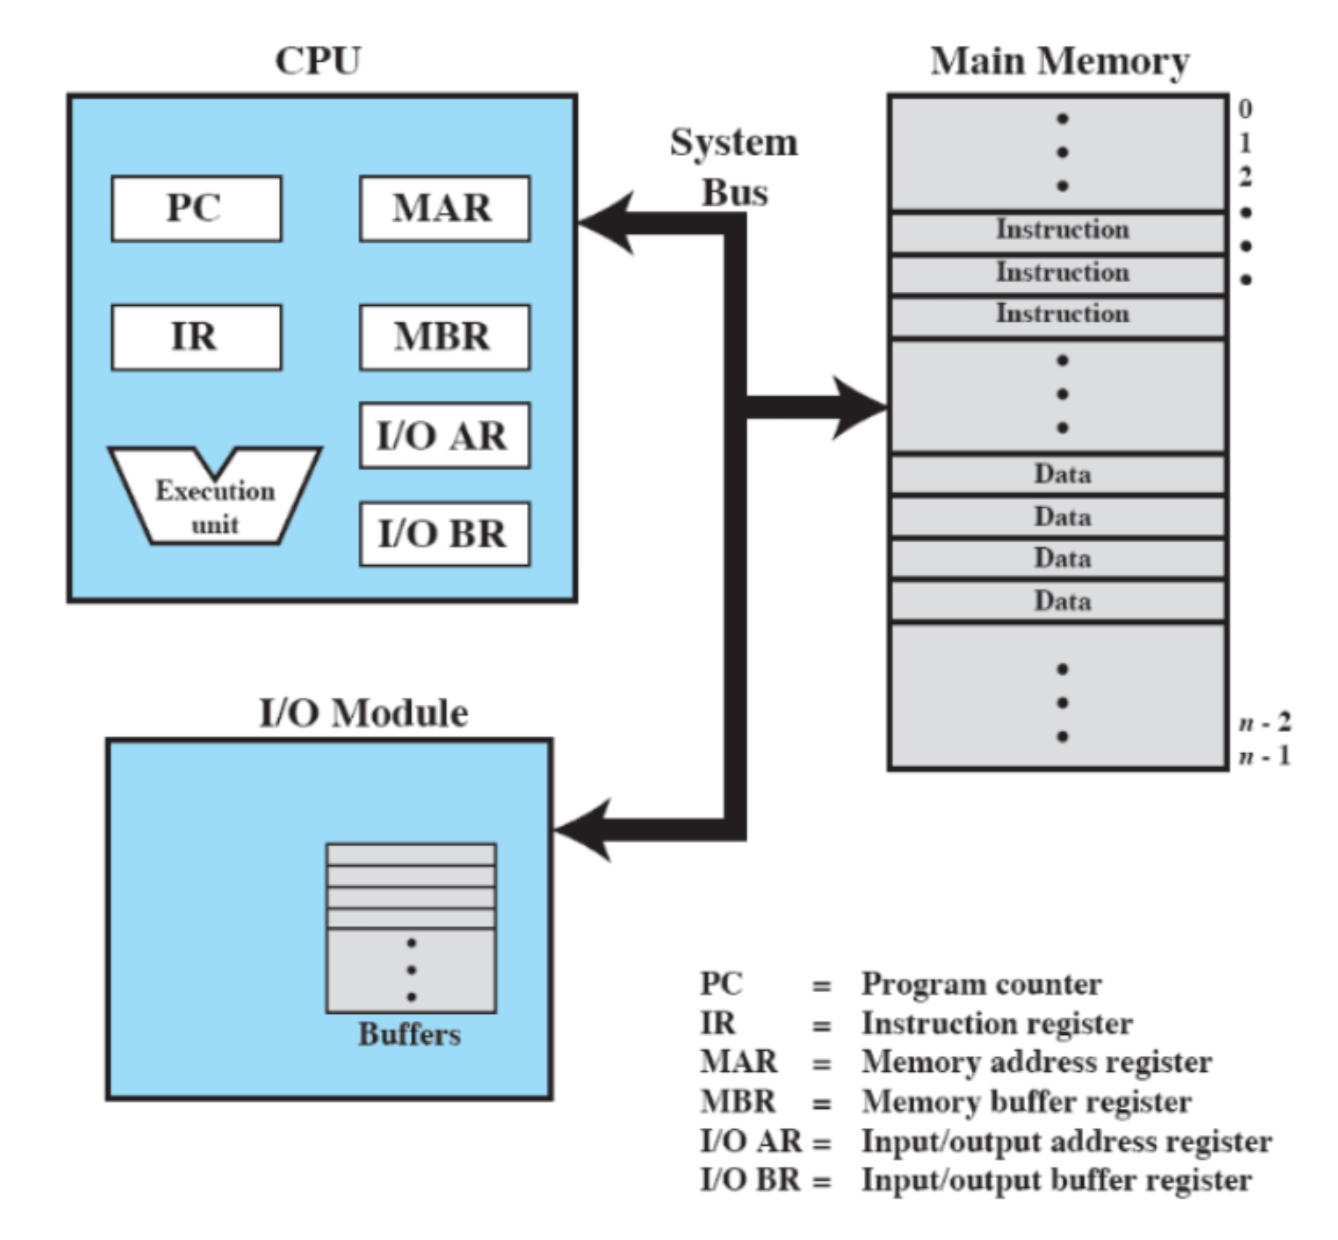 CPU
PC
MAR
IR
MBR
I/O AR
I/O BR
Execution
unit
System
Bus
Main Memory
0
1
2
Instruction
Instruction
Instruction
Data
Data
Data
Data
n - 2
n - 1
I/O Module
Buffers
PC = Program counter
IR = Instruction register
MAR = Memory address register
MBR = Memory buffer register
I/O AR = Input/output address register
I/O BR = Input/output buffer register